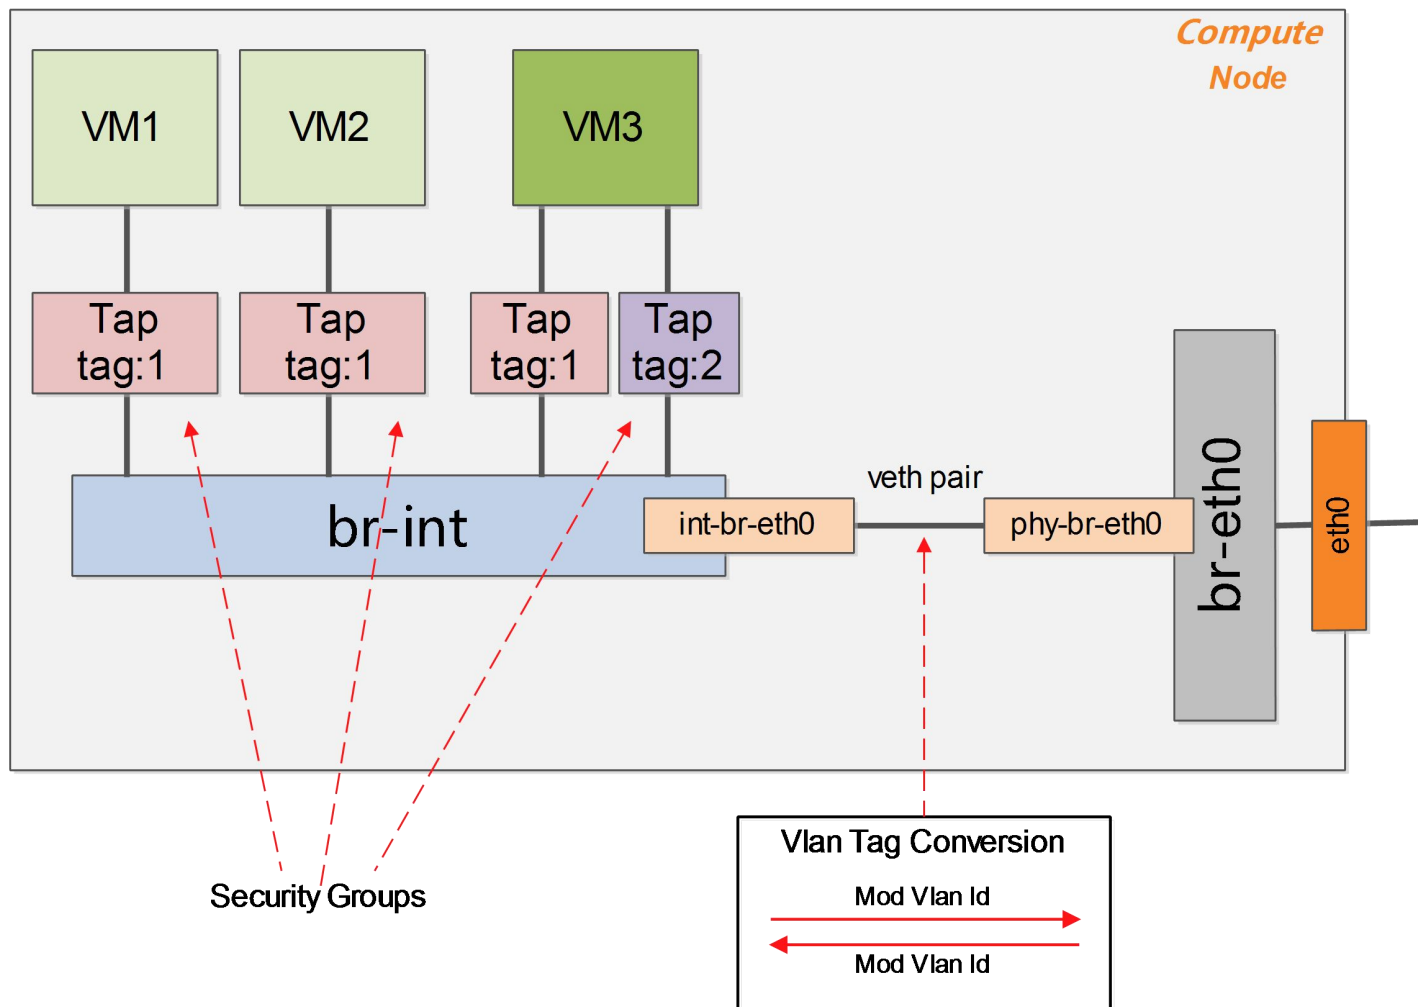 Compute
Node
VM1
VM2
VM3
Tap
tag:1
Tap
tag:1
Tap
tag:1
Tap
tag:2
br-int
int-br-eth0
veth pair
phy-br-eth0
br-eth0
eth0
Security Groups
Vlan Tag Conversion
Mod Vlan Id
Mod Vlan Id